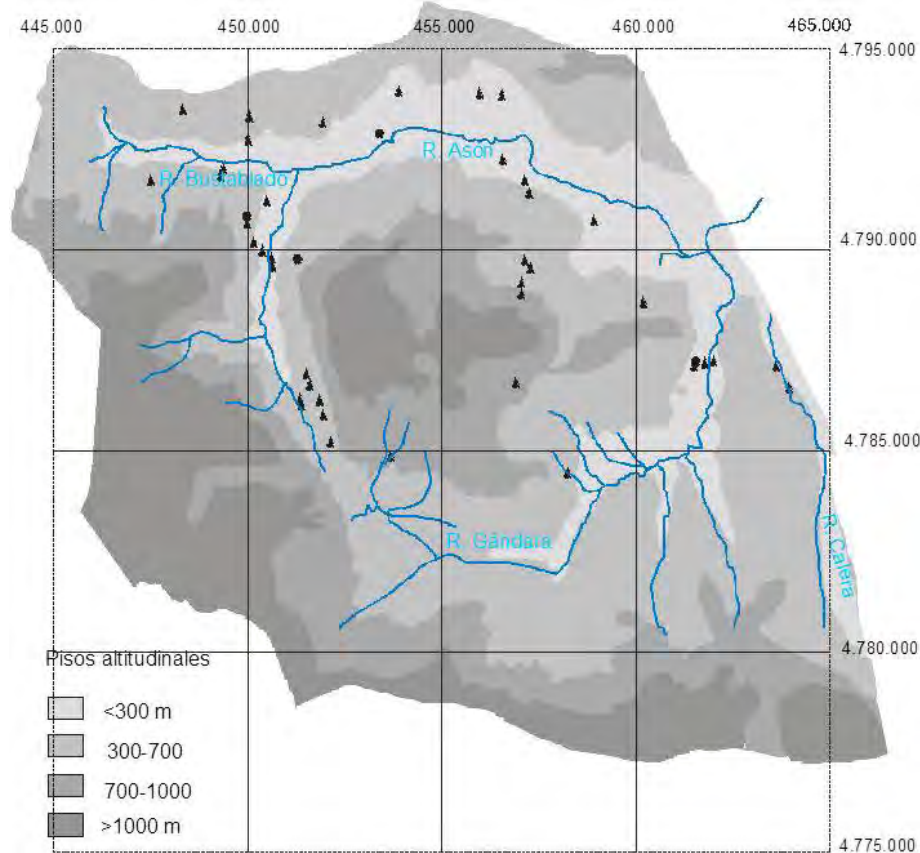 445.000 450.000 455.000 460.000 465.000
4.795.000
R. Asón
R. Bustablado
4.790.000
4.785.000
R. Gándara
R. Calera
4.780.000
Pisos altitudinales
<300 m
300-700
700-1000
>1000 m
4.775.000